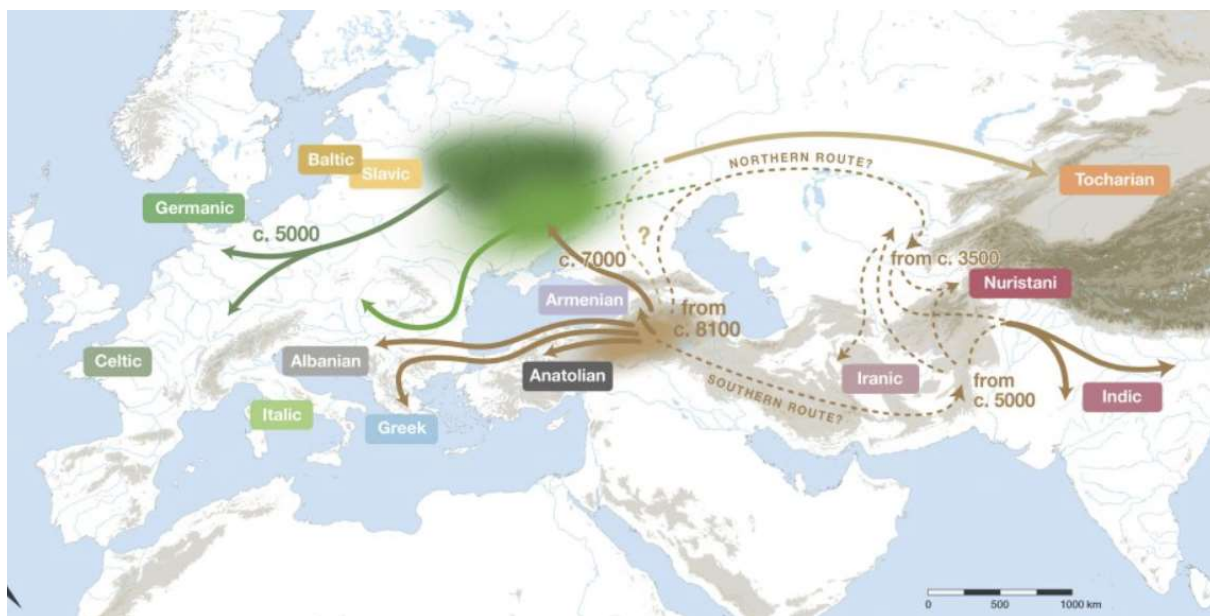 Baltic
Slavic
Germanic
c. 5000
NORTHERN ROUTE?
Tocharian
?
c. 7000
from c. 3500
Nuristani
Armenian
from
c. 8100
Celtic
Albanian
Anatolian
SOUTHERN ROUTE?
Iranic
from
c. 5000
Indic
Italic
Greek
0 500 1000 km